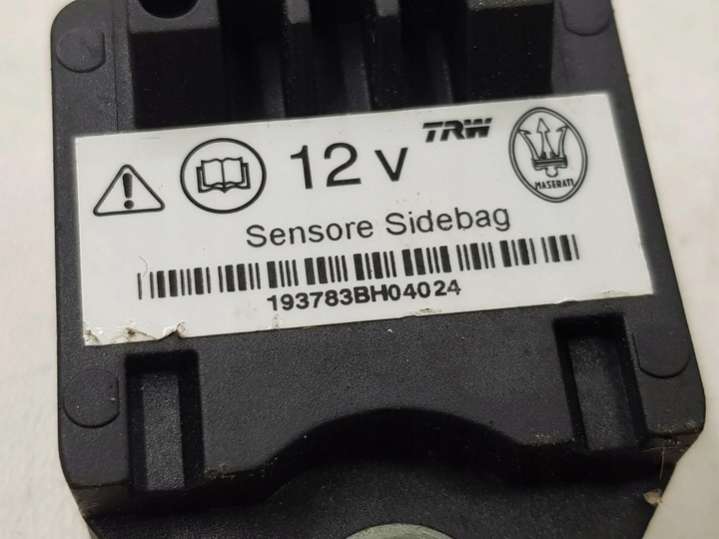 TRW
12 V
MASERATI
Sensore Sidebag
193783BH04024